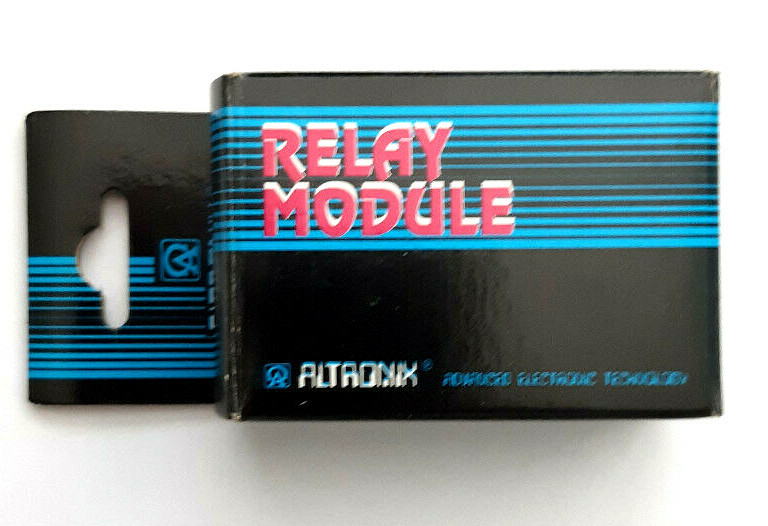 RELAY
MODULE
ALTRONIX® ADVANCED ELECTRONIC TECHNOLOGY